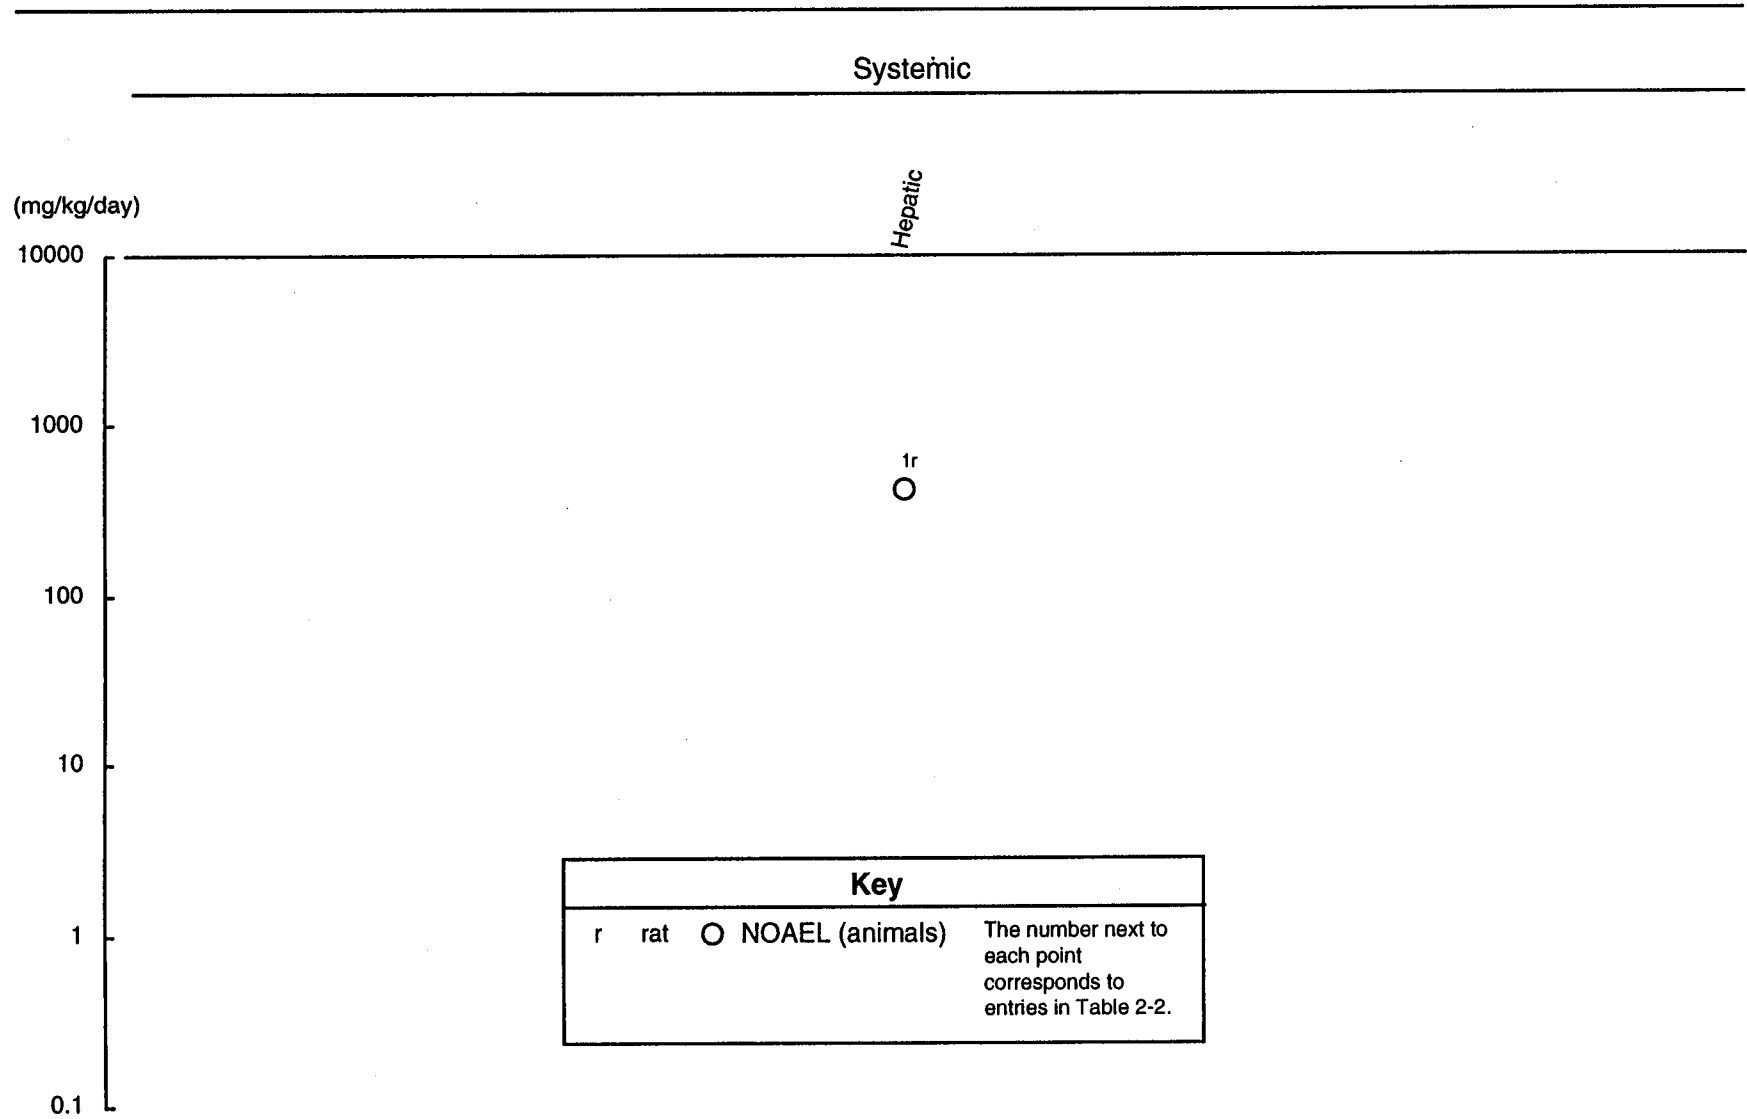 Systemic
Hepatic
(mg/kg/day)
10000
1000
1r
100
10
1
0.1
Key
r rat NOAEL (animals)
The number next to
each point
corresponds to
entries in Table 2-2.